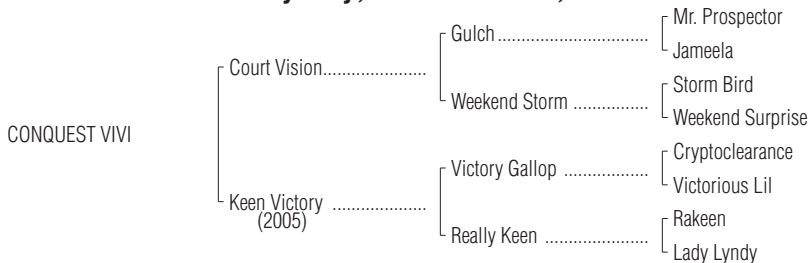 Mr. Prospector
Gulch ................................
Jameela
Court Vision......................
Storm Bird
Weekend Storm ................
Weekend Surprise
CONQUEST VIVI
Cryptoclearance
Victory Gallop ..................
Victorious Lil
Keen Victory ....................
(2005)
Rakeen
Really Keen ......................
Lady Lyndy